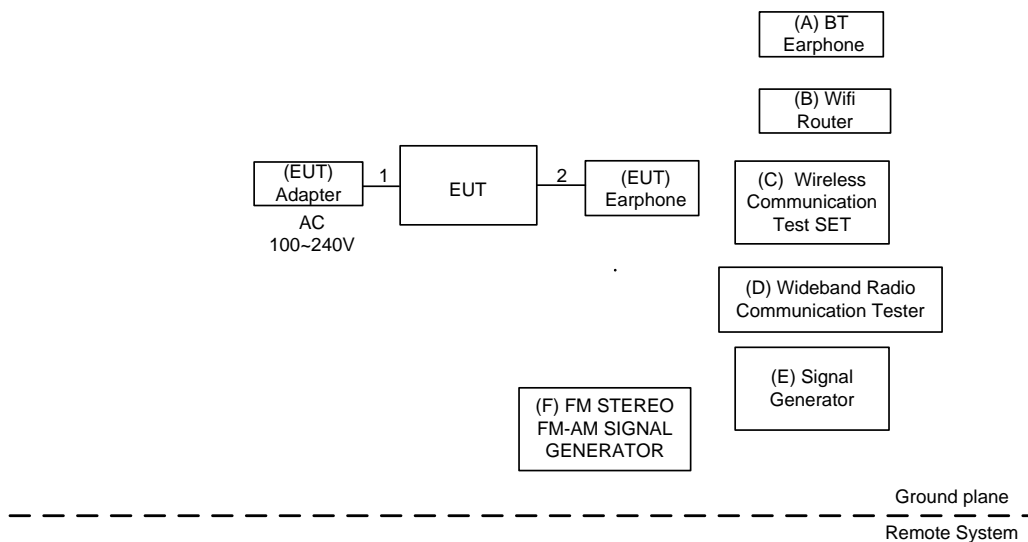 (A) BT
Earphone
(B) Wifi
Router
(EUT)
Adapter
1
EUT
2
(EUT)
Earphone
AC
100~240V
(C) Wireless
Communication
Test SET
(D) Wideband Radio
Communication Tester
(E) Signal
Generator
(F) FM STEREO
FM-AM SIGNAL
GENERATOR
Ground plane
Remote System